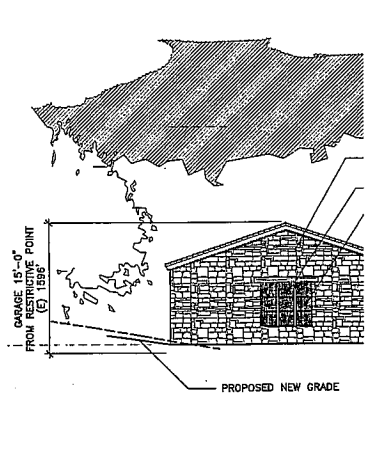 GARAGE 15'-0"
FROM RESTRICTIVE POINT
(E) 1596'
PROPOSED NEW GRADE